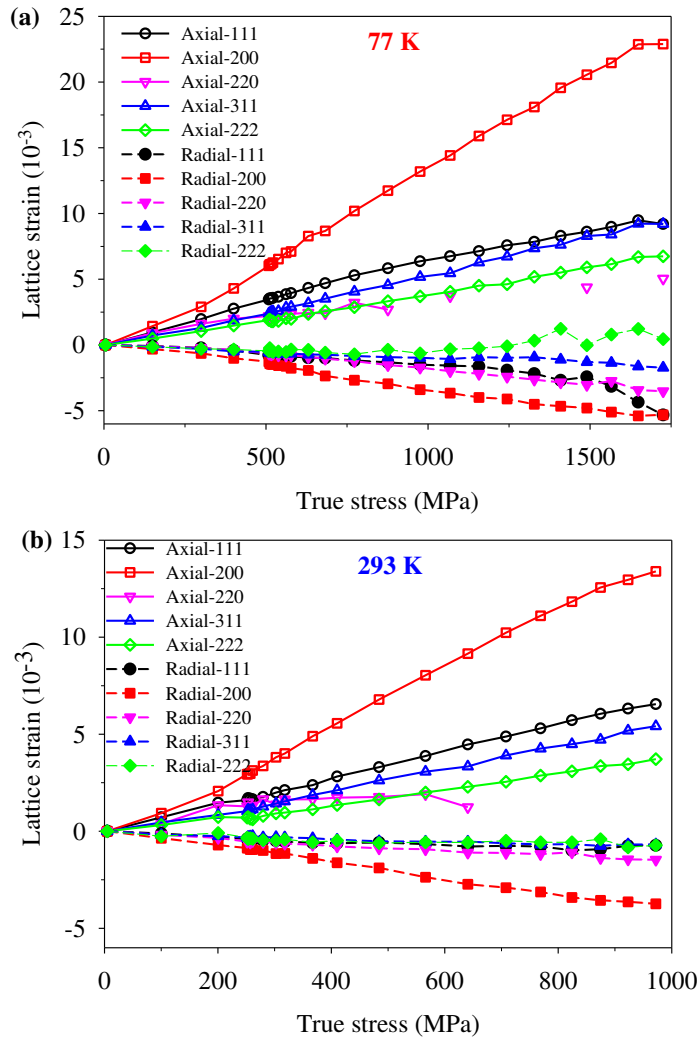 (a)
77 K
Axial-111
Axial-200
Axial-220
Axial-311
Axial-222
Radial-111
Radial-200
Radial-220
Radial-311
Radial-222
25
20
15
10
5
0
-5
Lattice strain (10⁻³)
0 500 1000 1500
True stress (MPa)
(b)
293 K
Axial-111
Axial-200
Axial-220
Axial-311
Axial-222
Radial-111
Radial-200
Radial-220
Radial-311
Radial-222
15
10
5
0
-5
Lattice strain (10⁻³)
0 200 400 600 800 1000
True stress (MPa)